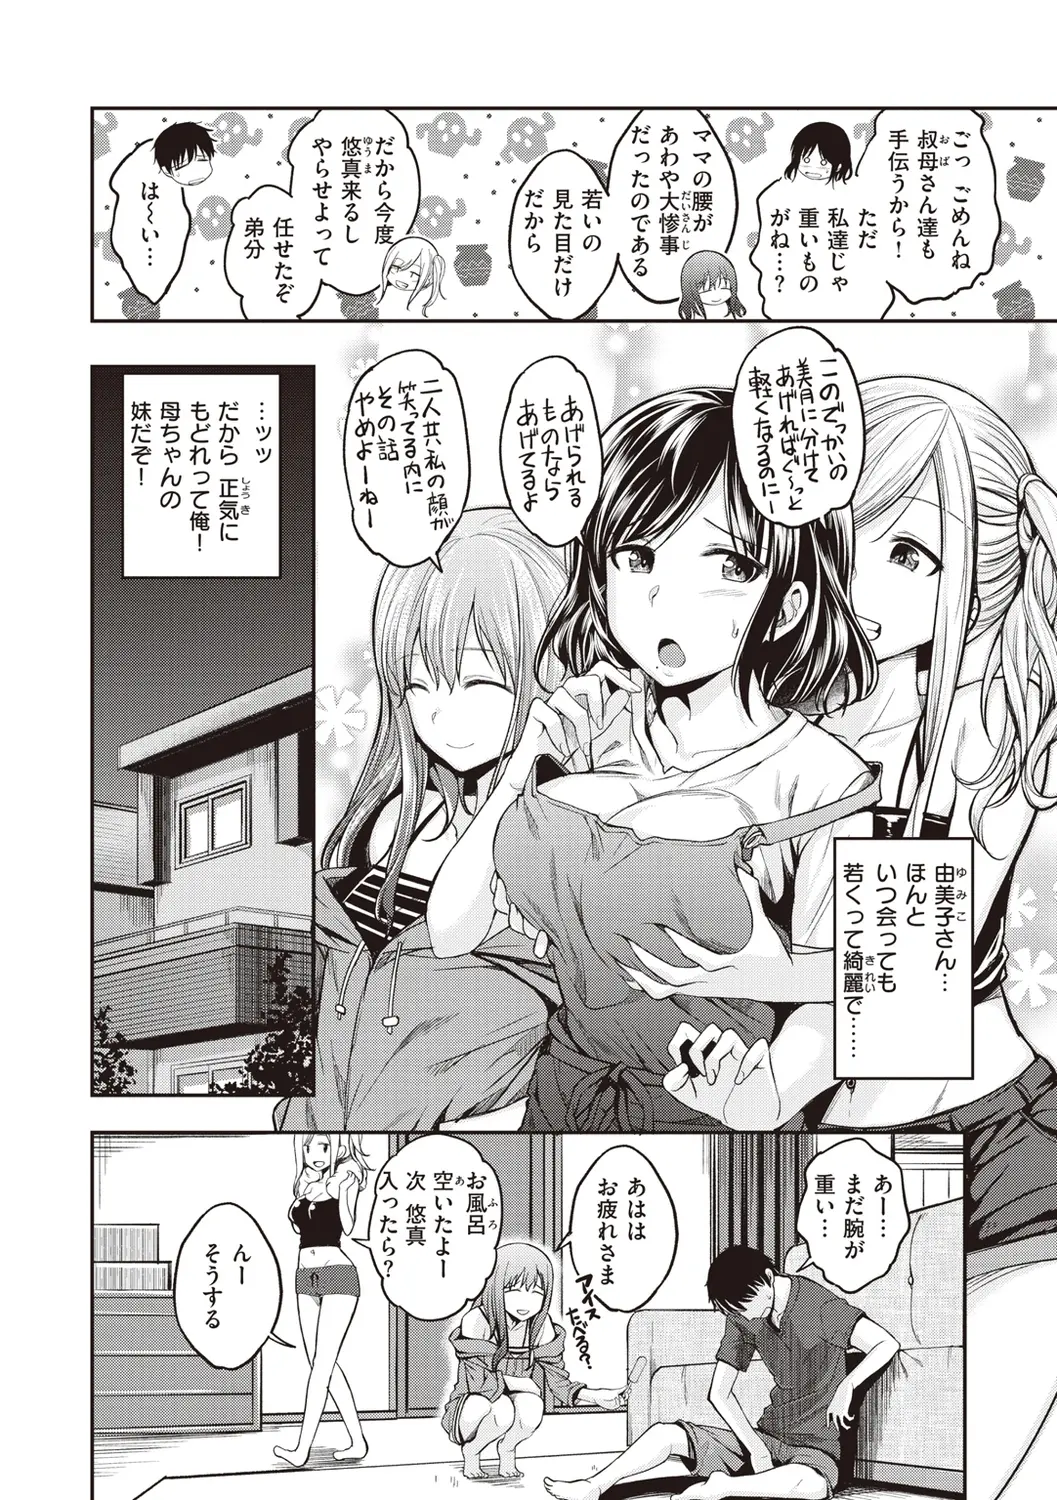 ごっ ごめんね
叔母さん達も
手伝うから!
ただ
私達じゃ
重いもの
がね…?
ママの腰が
あわや大惨事
だったのである
若いの
見た目だけ
だから
だから今度
悠真来るし
やらせよって
任せたぞ
弟分
は〜い…
このでっかいの
美月に分けて
あげればぐ〜っと
軽くなるのにー
あげられる
ものなら
あげてるよ
二人共私の顔が
笑ってる内に
その話
やめよーねー
由美子さん…
ほんと
いつ会っても
若くって綺麗で……
…ッッ
だから 正気に
もどれって俺!
母ちゃんの
妹だぞ!
あー…
まだ腕が
重い…
あはは
お疲れさま
アイス
たべる?
お風呂
空いたよー
次 悠真
入ったら?
んー
そうする